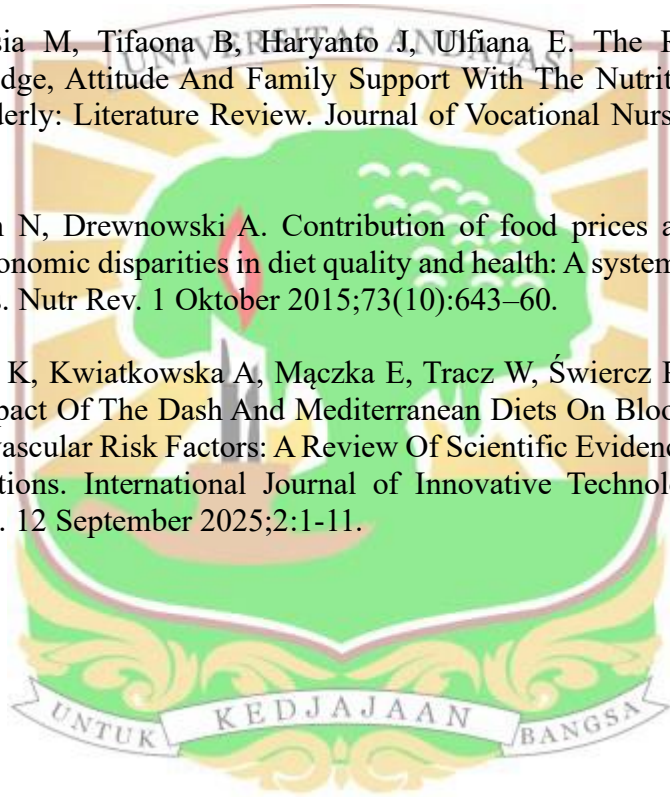 UNIVERSITAS ANDALAS
sia M, Tifaona B, Haryanto J, Ulfiana E. The R
dge, Attitude And Family Support With The Nutrit
derly: Literature Review. Journal of Vocational Nurs
n N, Drewnowski A. Contribution of food prices a
onomic disparities in diet quality and health: A system
s. Nutr Rev. 1 Oktober 2015;73(10):643–60.
K, Kwiatkowska A, Mączka E, Tracz W, Świercz
pact Of The Dash And Mediterranean Diets On Bloo
vascular Risk Factors: A Review Of Scientific Evidenc
tions. International Journal of Innovative Technol
. 12 September 2025;2:1-11.
UNTUK KEDJAJAAN BANGSA